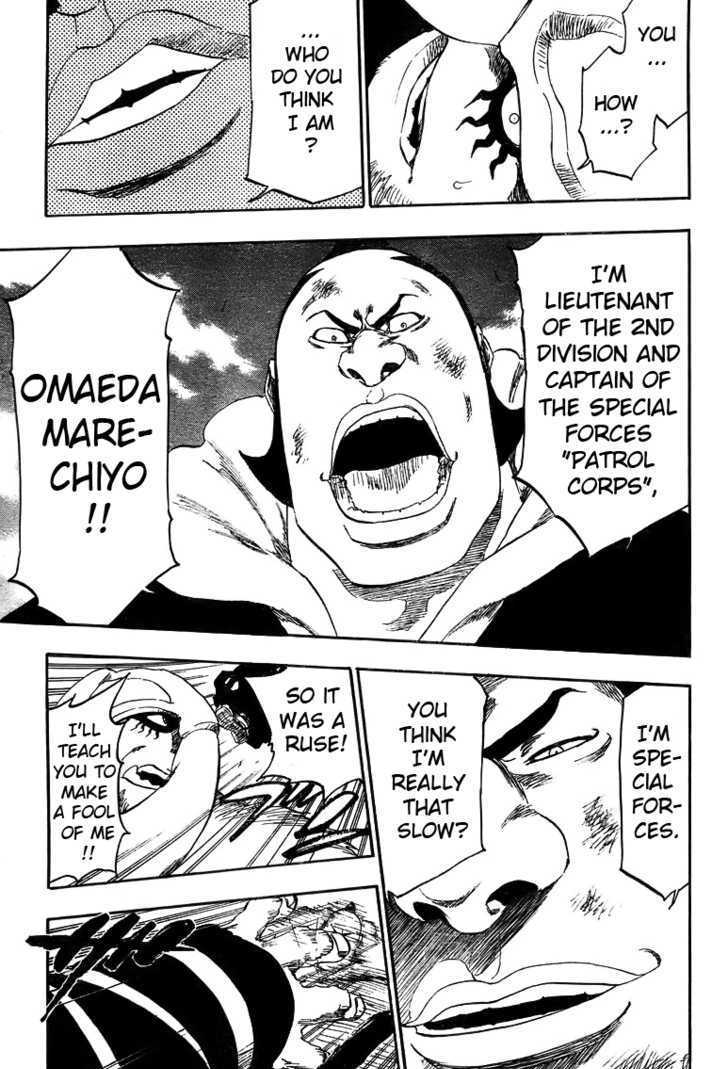 YOU
...
HOW
...?
...
WHO
DO YOU
THINK
I AM
?
I'M
LIEUTENANT
OF THE 2ND
DIVISION AND
CAPTAIN OF
THE SPECIAL
FORCES
"PATROL
CORPS",
OMAEDA
MARE-
CHIYO
!!
I'M
SPE-
CIAL
FOR-
CES.
YOU
THINK
I'M
REALLY
THAT
SLOW?
SO IT
WAS A
RUSE!
I'LL
TEACH
YOU TO
MAKE
A FOOL
OF ME
!!